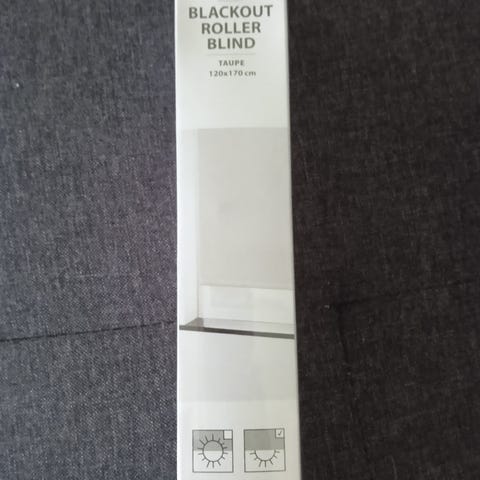 BLACKOUT
ROLLER
BLIND
TAUPE
120x170 cm